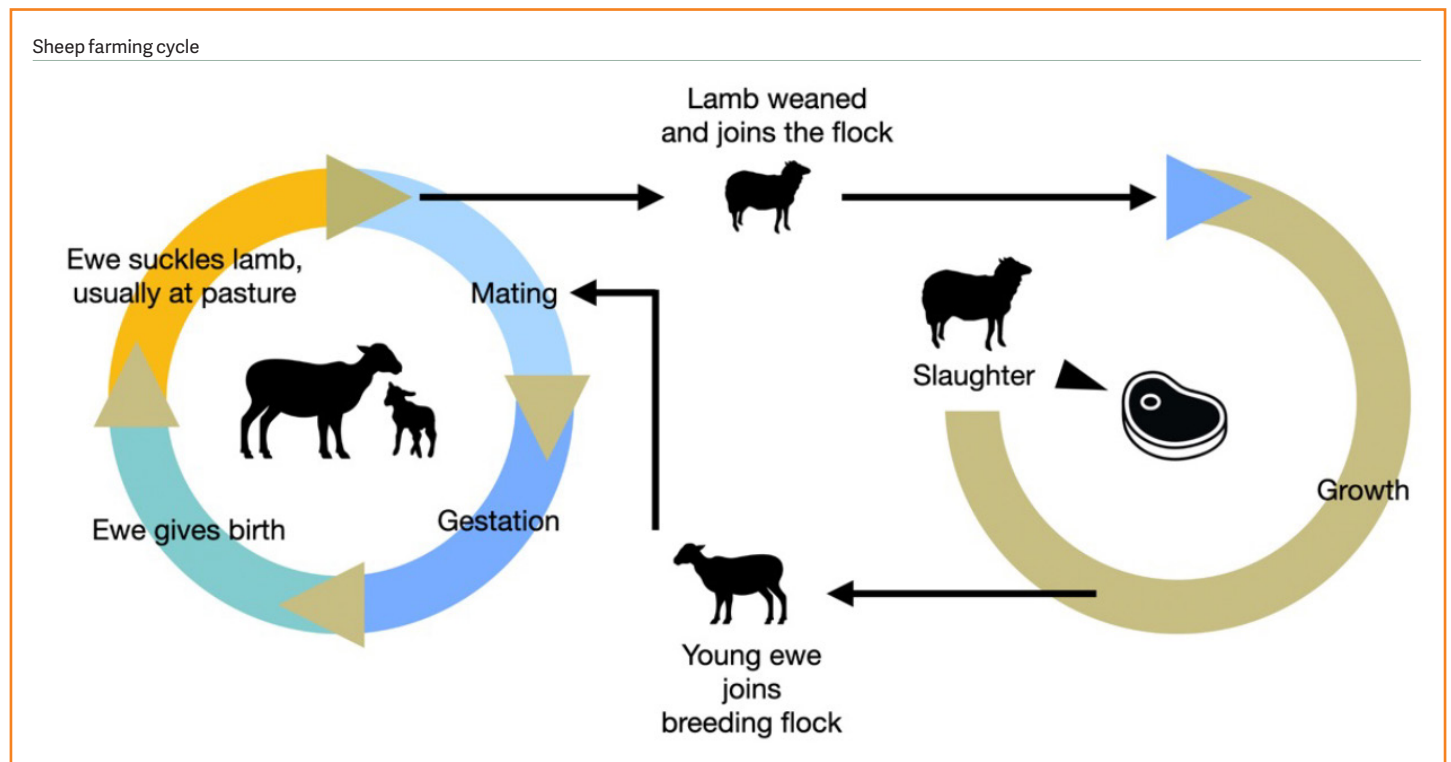 Sheep farming cycle
Lamb weaned
and joins the flock
Ewe suckles lamb,
usually at pasture
Mating
Slaughter
Growth
Ewe gives birth
Gestation
Young ewe
joins
breeding flock